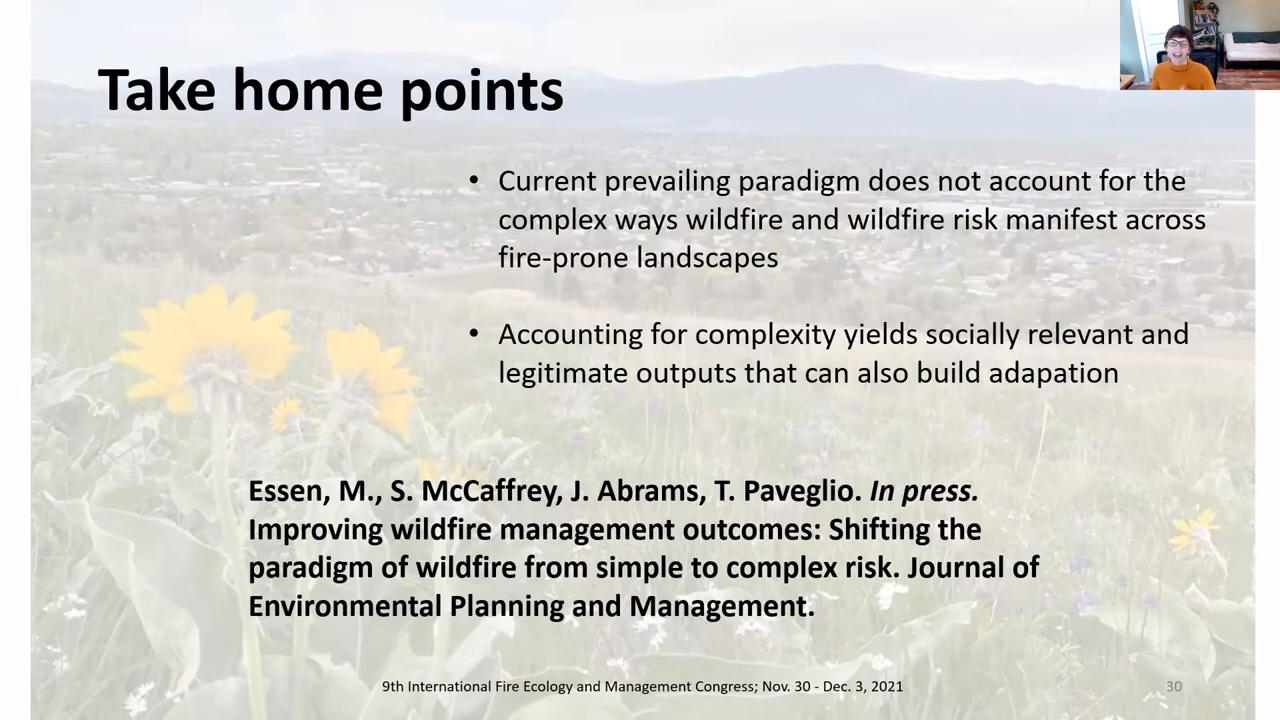 Take home points
• Current prevailing paradigm does not account for the
complex ways wildfire and wildfire risk manifest across
fire-prone landscapes
• Accounting for complexity yields socially relevant and
legitimate outputs that can also build adapation
Essen, M., S. McCaffrey, J. Abrams, T. Paveglio. In press.
Improving wildfire management outcomes: Shifting the
paradigm of wildfire from simple to complex risk. Journal of
Environmental Planning and Management.
9th International Fire Ecology and Management Congress; Nov. 30 - Dec. 3, 2021
30